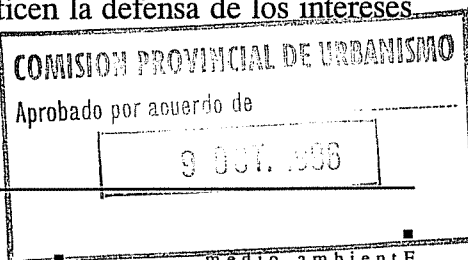 ticen la defensa de los intereses
COMISION PROVINCIAL DE URBANISMO
Aprobado por acuerdo de
9 OCT. 1996
medio ambientE